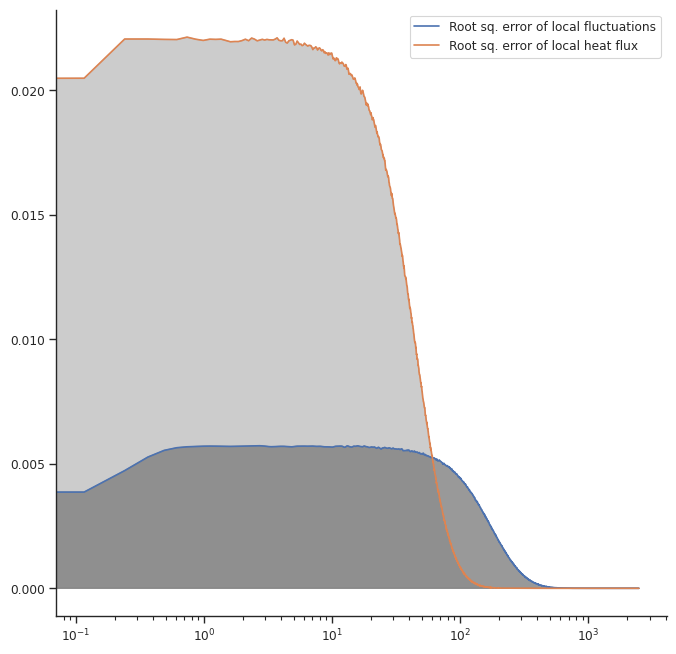 Root sq. error of local fluctuations
Root sq. error of local heat flux
0.020
0.015
0.010
0.005
0.000
10⁻¹ 10⁰ 10¹ 10² 10³